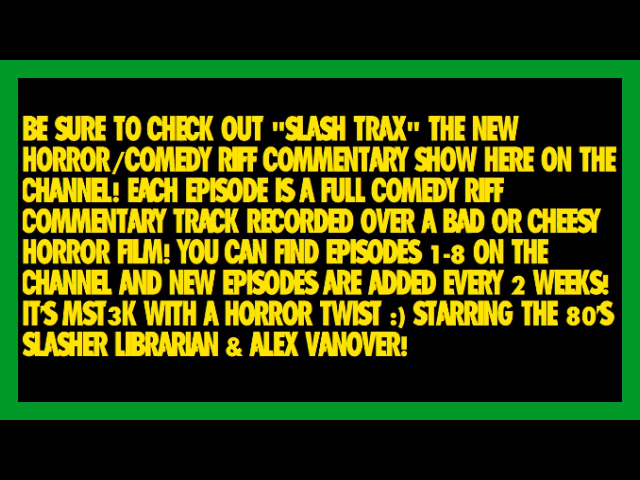 BE SURE TO CHECK OUT "SLASH TRAX" THE NEW
HORROR/COMEDY RIFF COMMENTARY SHOW HERE ON THE
CHANNEL! EACH EPISODE IS A FULL COMEDY RIFF
COMMENTARY TRACK RECORDED OVER A BAD OR CHEESY
HORROR FILM! YOU CAN FIND EPISODES 1-8 ON THE
CHANNEL AND NEW EPISODES ARE ADDED EVERY 2 WEEKS!
IT'S MST3K WITH A HORROR TWIST :) STARRING THE 80'S
SLASHER LIBRARIAN & ALEX VANOVER!